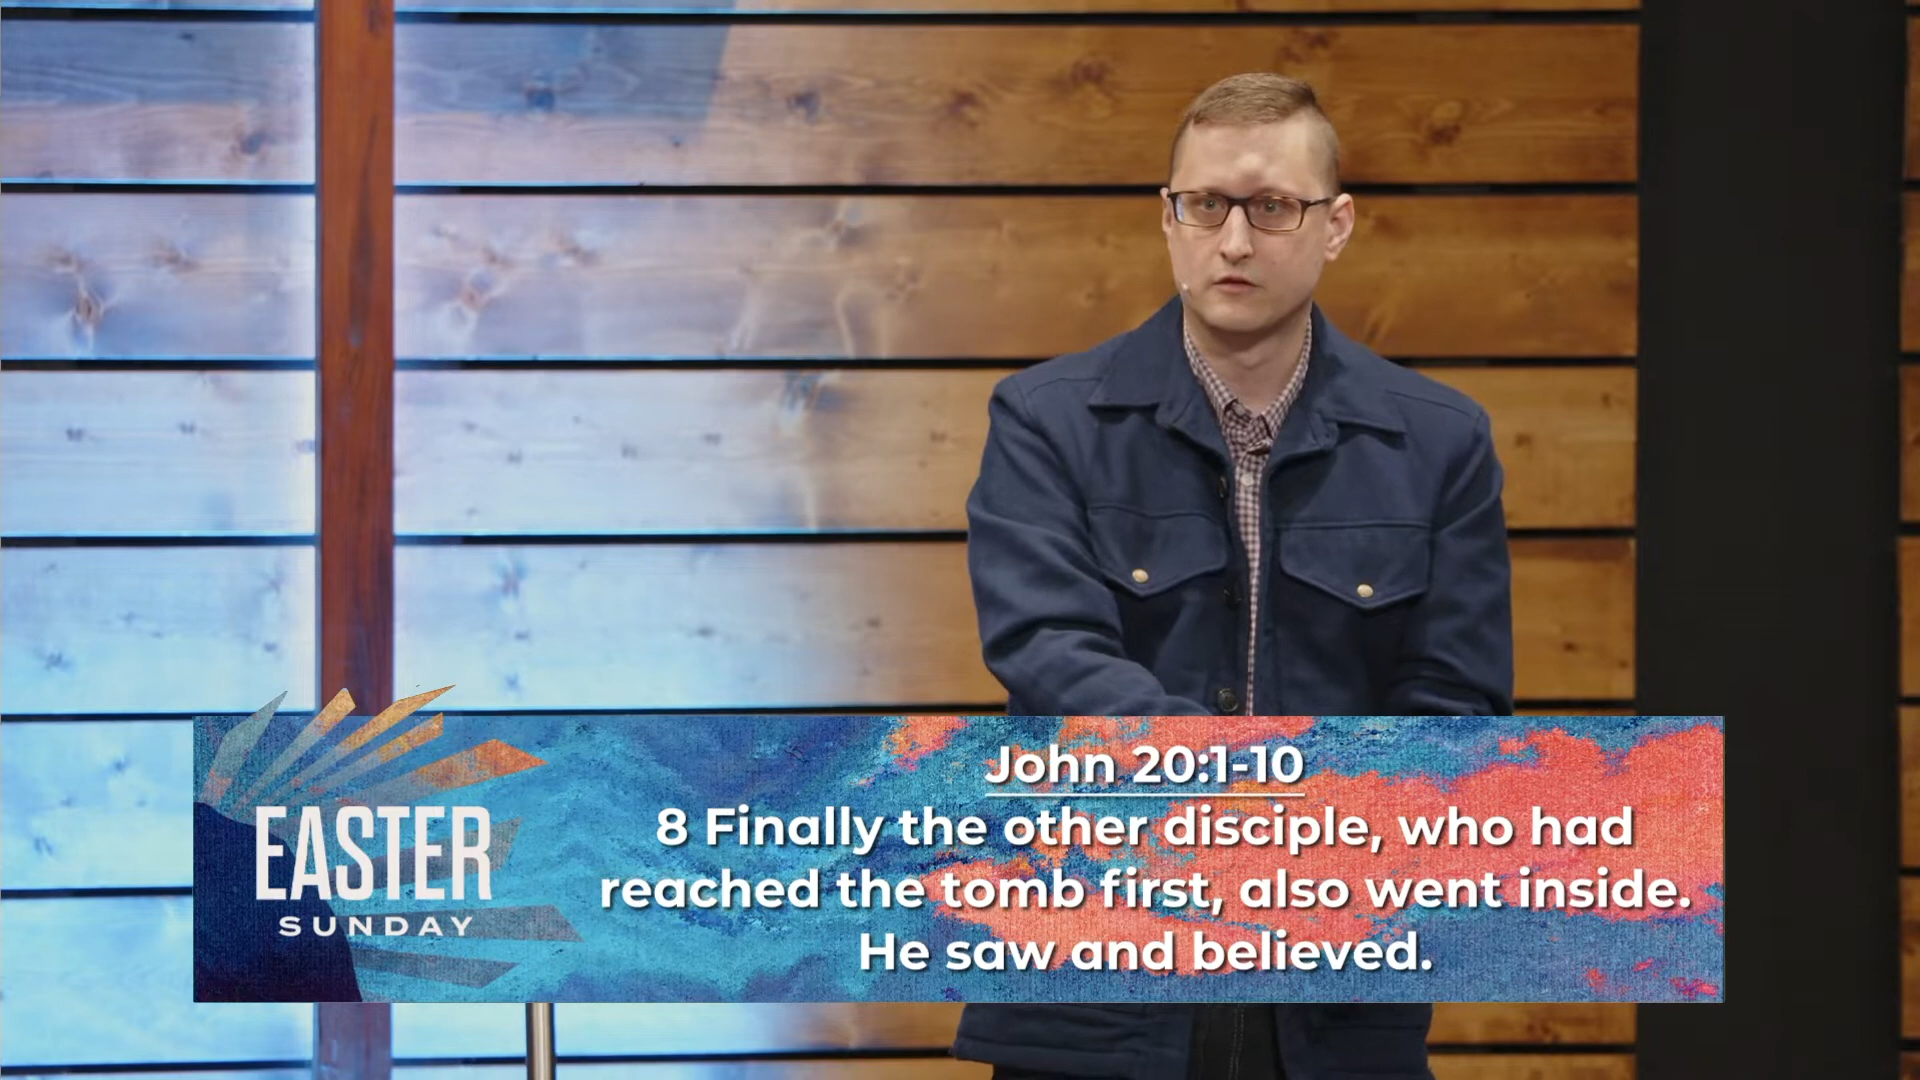 EASTER
SUNDAY
John 20:1-10
8 Finally the other disciple, who had
reached the tomb first, also went inside.
He saw and believed.